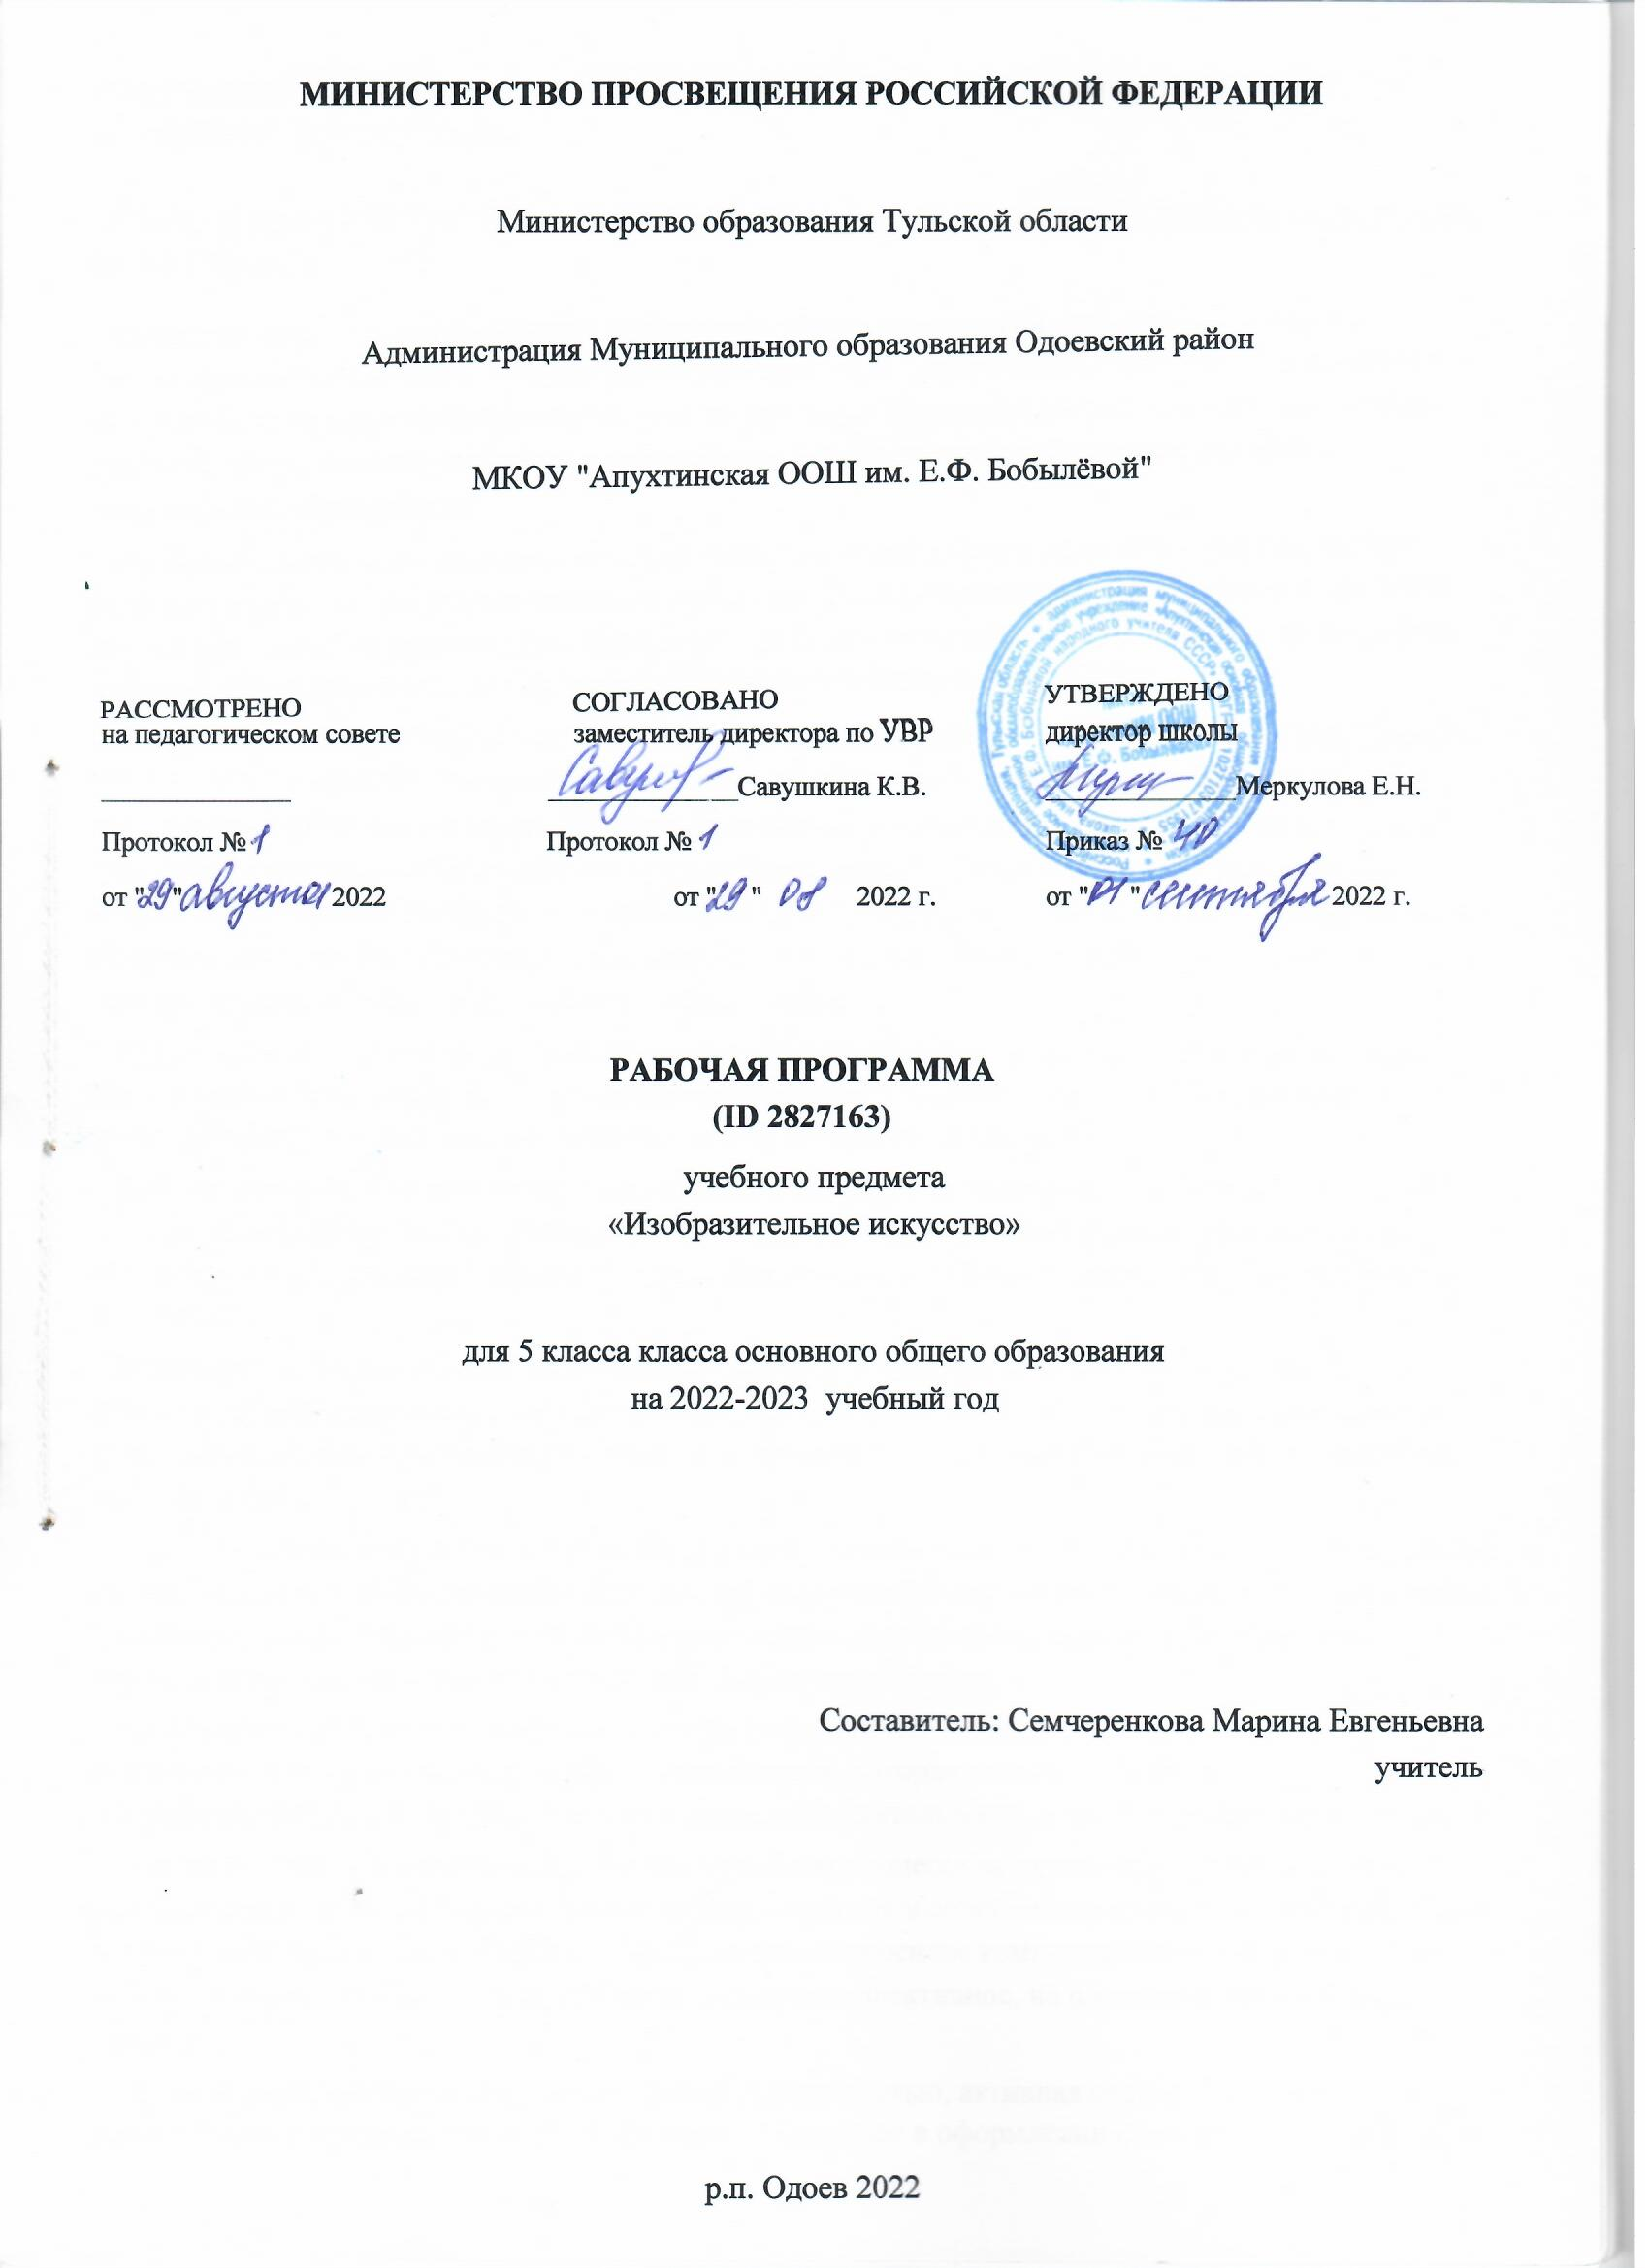 МИНИСТЕРСТВО ПРОСВЕЩЕНИЯ РОССИЙСКОЙ ФЕДЕРАЦИИ
Министерство образования Тульской области
Администрация Муниципального образования Одоевский район
МКОУ "Апухтинская ООШ им. Е.Ф. Бобылёвой"
РАССМОТРЕНО
на педагогическом совете
Протокол № 1
от "29" августа 2022
СОГЛАСОВАНО
заместитель директора по УВР
Савушкина К.В.
Протокол № 1
от "29" 08 2022 г.
УТВЕРЖДЕНО
директор школы
Меркулова Е.Н.
Приказ № 40
от "01" сентября 2022 г.
РАБОЧАЯ ПРОГРАММА
(ID 2827163)
учебного предмета
«Изобразительное искусство»
для 5 класса класса основного общего образования
на 2022-2023 учебный год
Составитель: Семчеренкова Марина Евгеньевна
учитель
р.п. Одоев 2022